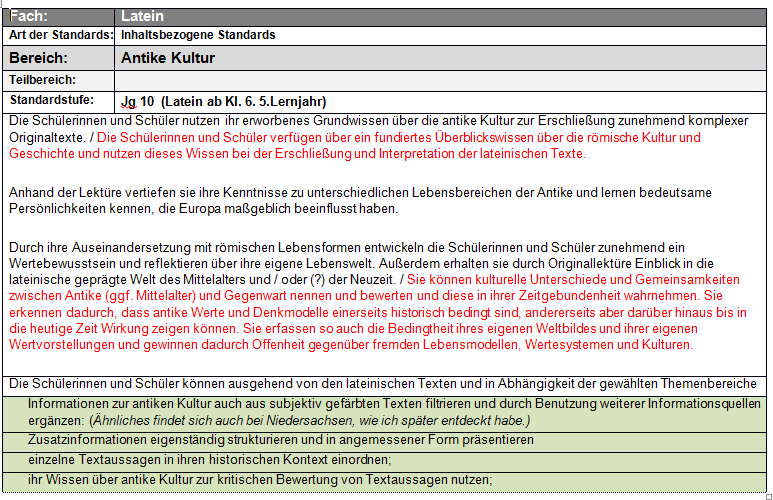 Fach: Latein
Art der Standards: Inhaltsbezogene Standards
Bereich: Antike Kultur
Teilbereich:
Standardstufe: Jg 10 (Latein ab Kl. 6. 5.Lernjahr)
Die Schülerinnen und Schüler nutzen ihr erworbenes Grundwissen über die antike Kultur zur Erschließung zunehmend komplexer
Originaltexte. / Die Schülerinnen und Schüler verfügen über ein fundiertes Überblickswissen über die römische Kultur und
Geschichte und nutzen dieses Wissen bei der Erschließung und Interpretation der lateinischen Texte.
Anhand der Lektüre vertiefen sie ihre Kenntnisse zu unterschiedlichen Lebensbereichen der Antike und lernen bedeutsame
Persönlichkeiten kennen, die Europa maßgeblich beeinflusst haben.
Durch ihre Auseinandersetzung mit römischen Lebensformen entwickeln die Schülerinnen und Schüler zunehmend ein
Wertebewusstsein und reflektieren über ihre eigene Lebenswelt. Außerdem erhalten sie durch Originallektüre Einblick in die
lateinische geprägte Welt des Mittelalters und / oder (?) der Neuzeit. / Sie können kulturelle Unterschiede und Gemeinsamkeiten
zwischen Antike (ggf. Mittelalter) und Gegenwart nennen und bewerten und diese in ihrer Zeitgebundenheit wahrnehmen. Sie
erkennen dadurch, dass antike Werte und Denkmodelle einerseits historisch bedingt sind, andererseits aber darüber hinaus bis in
die heutige Zeit Wirkung zeigen können. Sie erfassen so auch die Bedingtheit ihres eigenen Weltbildes und ihrer eigenen
Wertvorstellungen und gewinnen dadurch Offenheit gegenüber fremden Lebensmodellen, Wertesystemen und Kulturen.
Die Schülerinnen und Schüler können ausgehend von den lateinischen Texten und in Abhängigkeit der gewählten Themenbereiche
Informationen zur antiken Kultur auch aus subjektiv gefärbten Texten filtrieren und durch Benutzung weiterer Informationsquellen
ergänzen: (Ähnliches findet sich auch bei Niedersachsen, wie ich später entdeckt habe.)
Zusatzinformationen eigenständig strukturieren und in angemessener Form präsentieren
einzelne Textaussagen in ihren historischen Kontext einordnen;
ihr Wissen über antike Kultur zur kritischen Bewertung von Textaussagen nutzen;